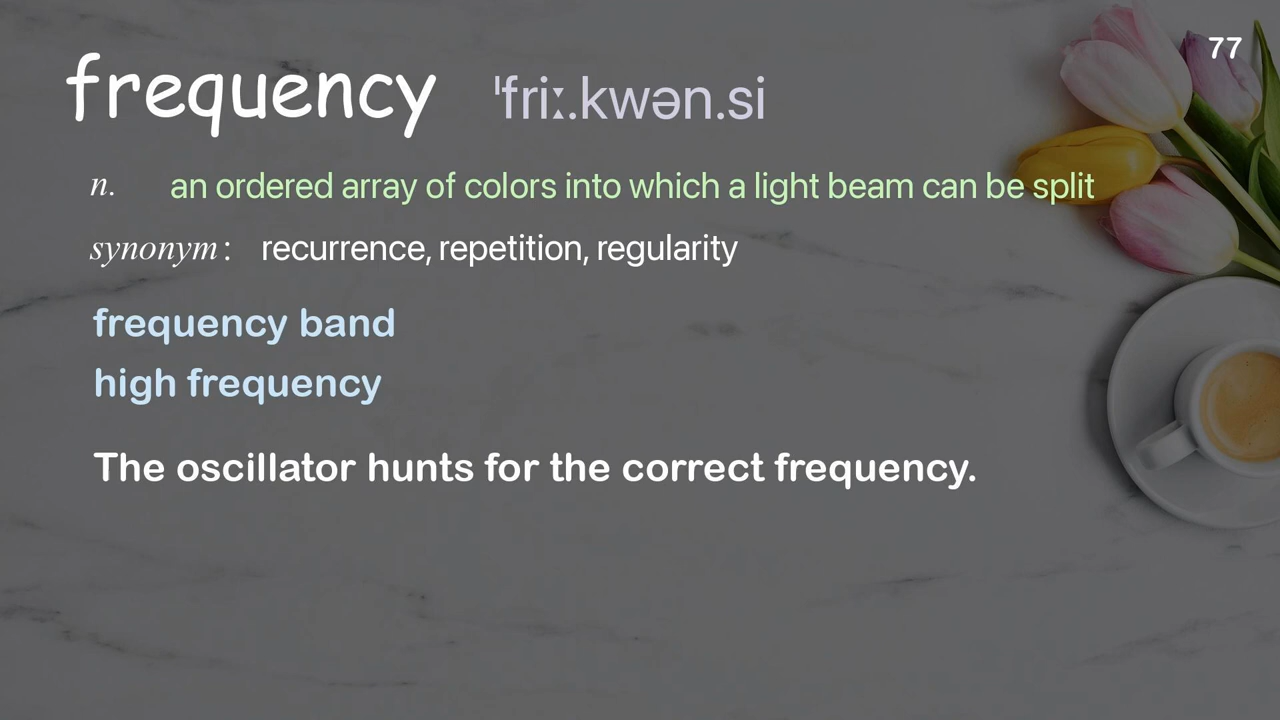 77
frequency ˈfriː.kwən.si
n. an ordered array of colors into which a light beam can be split
synonym: recurrence, repetition, regularity
frequency band
high frequency
The oscillator hunts for the correct frequency.